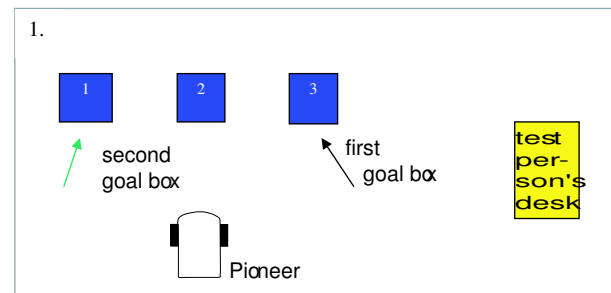 1.
1
2
3
second
goal box
first
goal box
test
per-
son's
desk
Pioneer